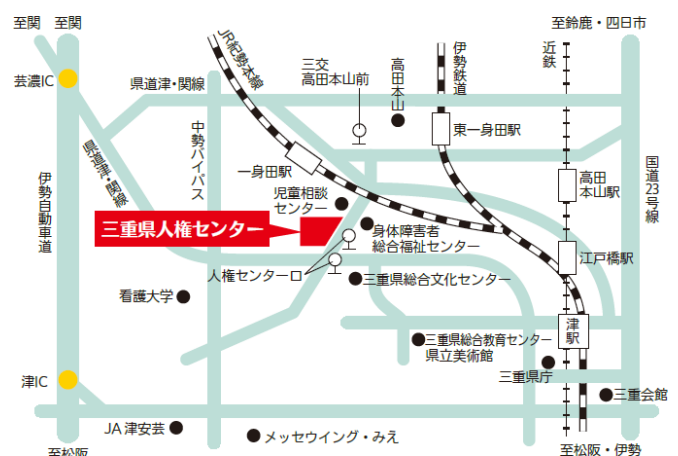 至関
至関
至鈴鹿・四日市
芸濃IC
県道津・関線
JR紀勢本線
三交
高田本山前
高田本山
伊勢鉄道
近鉄
東一身田駅
国道23号線
県道津・関線
中勢バイパス
一身田駅
高田
本山駅
伊勢自動車道
児童相談
センター
三重県人権センター
身体障害者
総合福祉センター
江戸橋駅
人権センター口
三重県総合文化センター
看護大学
津駅
三重県総合教育センター
県立美術館
三重県庁
津IC
三重会館
JA津安芸
メッセウイング・みえ
至松阪
至松阪・伊勢